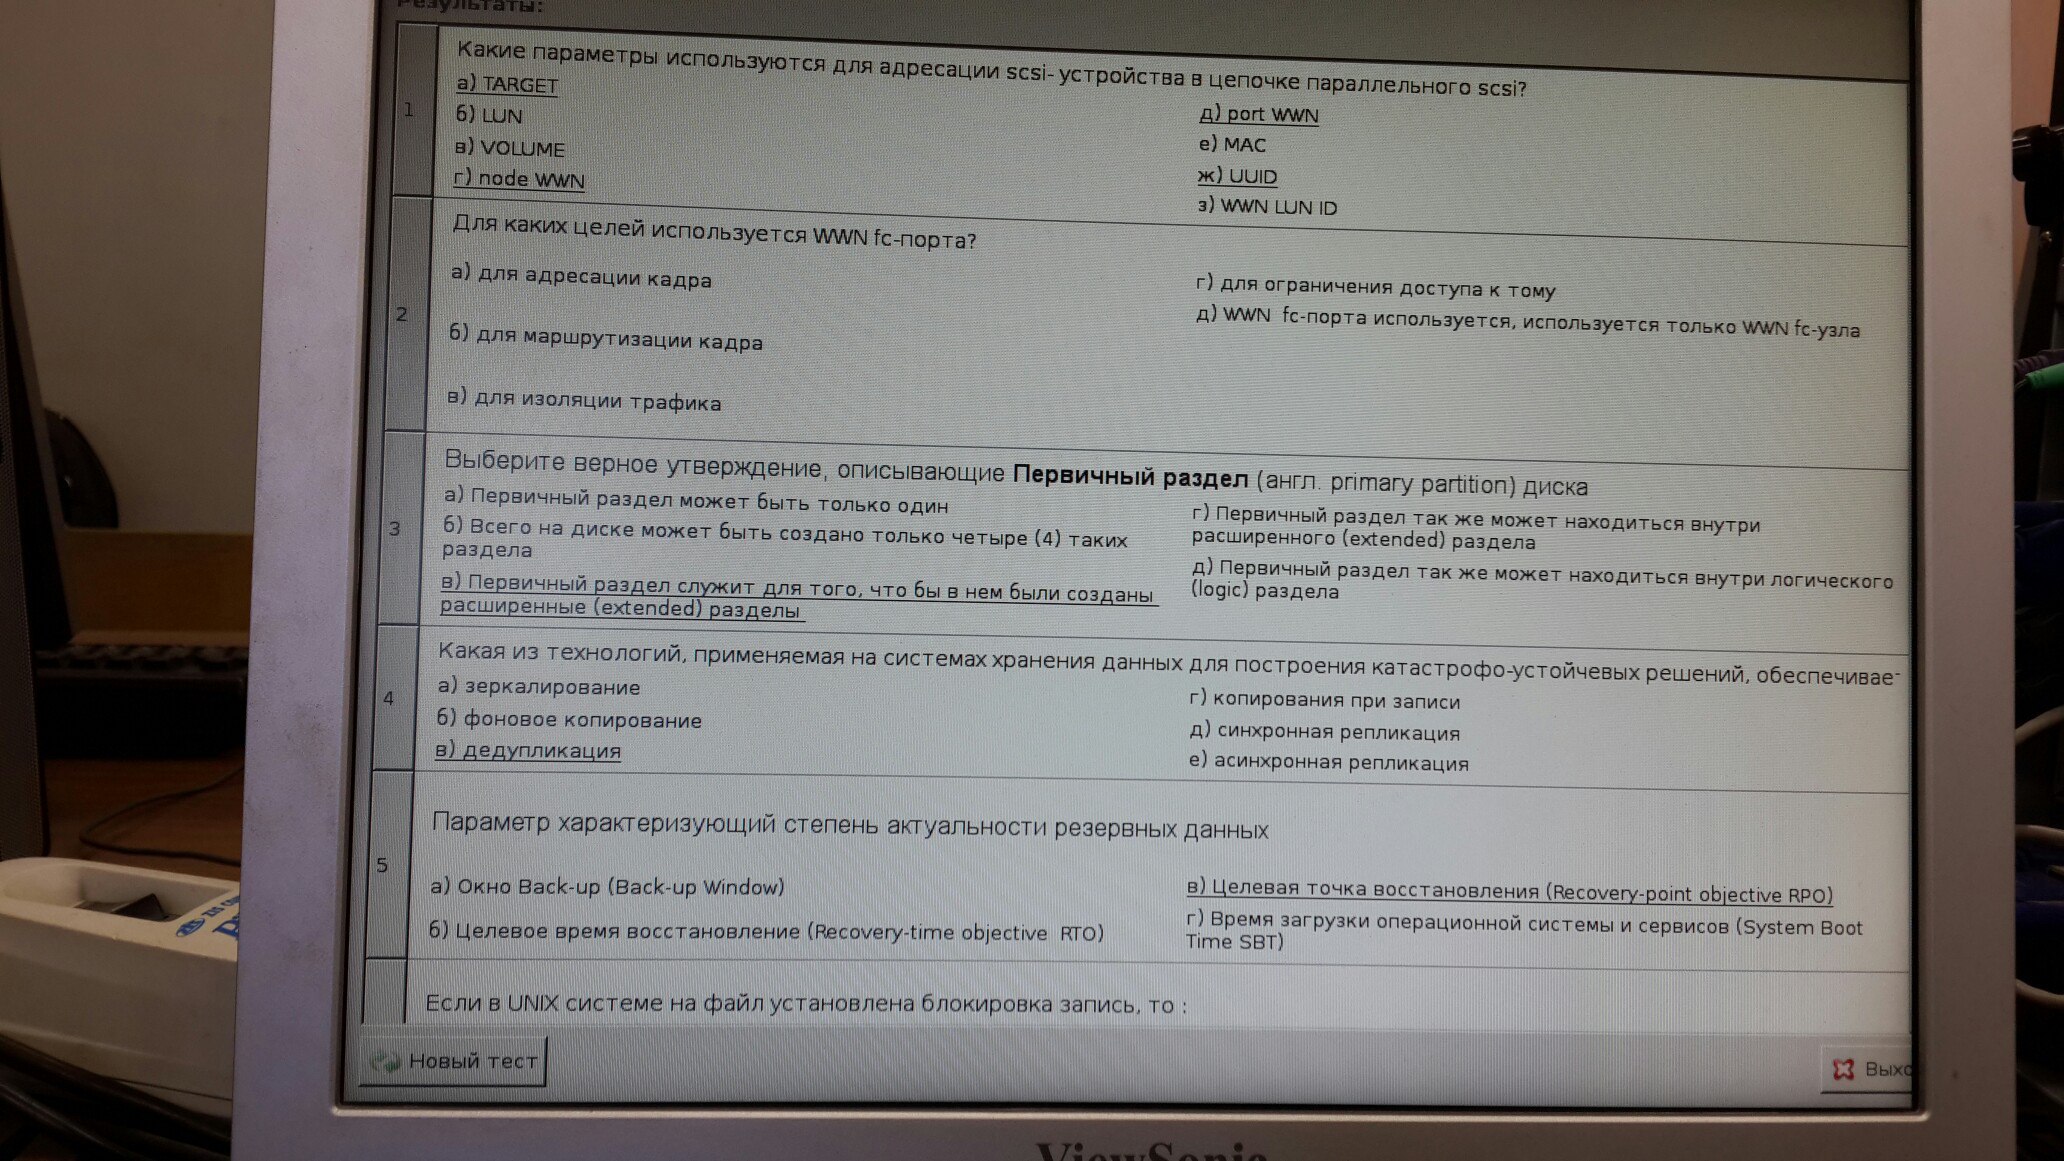 Результаты:
1
Какие параметры используются для адресации scsi- устройства в цепочке параллельного scsi?
а) TARGET
б) LUN
в) VOLUME
г) node WWN
д) port WWN
е) MAC
ж) UUID
з) WWN LUN ID
2
Для каких целей используется WWN fc-порта?
а) для адресации кадра
б) для маршрутизации кадра
в) для изоляции трафика
г) для ограничения доступа к тому
д) WWN fc-порта используется, используется только WWN fc-узла
3
Выберите верное утверждение, описывающие Первичный раздел (англ. primary partition) диска
а) Первичный раздел может быть только один
б) Всего на диске может быть создано только четыре (4) таких
раздела
в) Первичный раздел служит для того, что бы в нем были созданы
расширенные (extended) разделы
г) Первичный раздел так же может находиться внутри
расширенного (extended) раздела
д) Первичный раздел так же может находиться внутри логического
(logic) раздела
4
Какая из технологий, применяемая на системах хранения данных для построения катастрофо-устойчевых решений, обеспечивае
а) зеркалирование
б) фоновое копирование
в) дедупликация
г) копирования при записи
д) синхронная репликация
е) асинхронная репликация
5
Параметр характеризующий степень актуальности резервных данных
а) Окно Back-up (Back-up Window)
б) Целевое время восстановление (Recovery-time objective RTO)
в) Целевая точка восстановления (Recovery-point objective RPO)
г) Время загрузки операционной системы и сервисов (System Boot
Time SBT)
Если в UNIX системе на файл установлена блокировка запись, то :
Новый тест
Выхо
ViewSonic